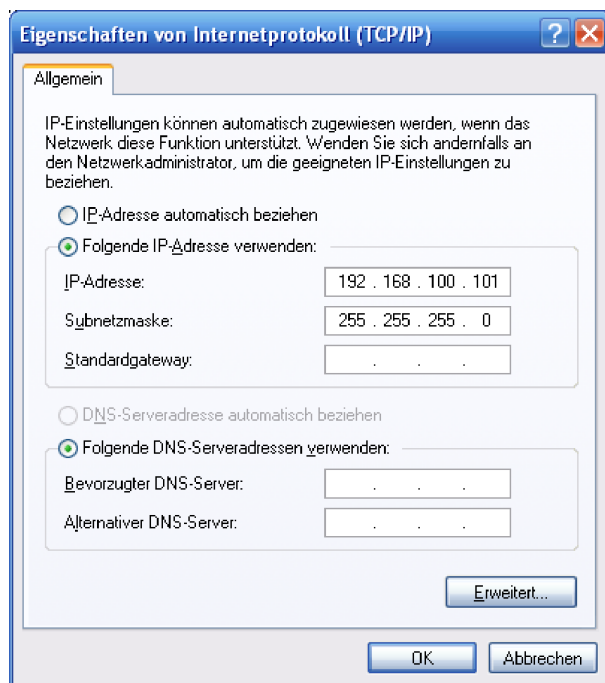 Eigenschaften von Internetprotokoll (TCP/IP)
Allgemein
IP-Einstellungen können automatisch zugewiesen werden, wenn das
Netzwerk diese Funktion unterstützt. Wenden Sie sich andernfalls an
den Netzwerkadministrator, um die geeigneten IP-Einstellungen zu
beziehen.
IP-Adresse automatisch beziehen
Folgende IP-Adresse verwenden:
IP-Adresse: 192 . 168 . 100 . 101
Subnetzmaske: 255 . 255 . 255 . 0
Standardgateway: . . .
DNS-Serveradresse automatisch beziehen
Folgende DNS-Serveradressen verwenden:
Bevorzugter DNS-Server: . . .
Alternativer DNS-Server: . . .
Erweitert...
OK Abbrechen